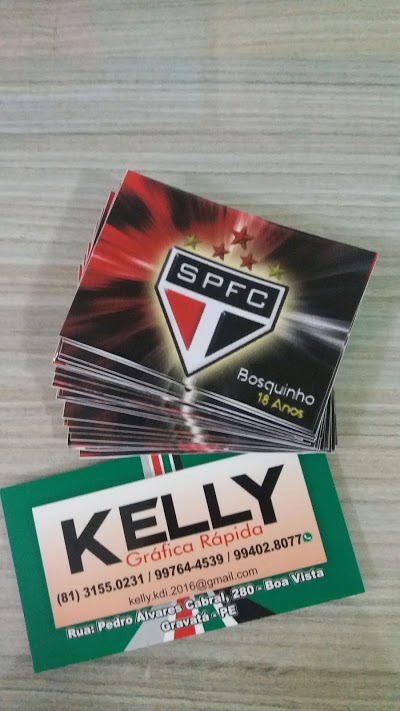 SPFC
Bosquinho
18 Anos
KELLY
Gráfica Rápida
(81) 3155.0231 / 99764-4539 / 99402.8077
kelly.kdi.2016@gmail.com
Rua: Pedro Álvares Cabral, 280 - Boa Vista
Gravatá - PE